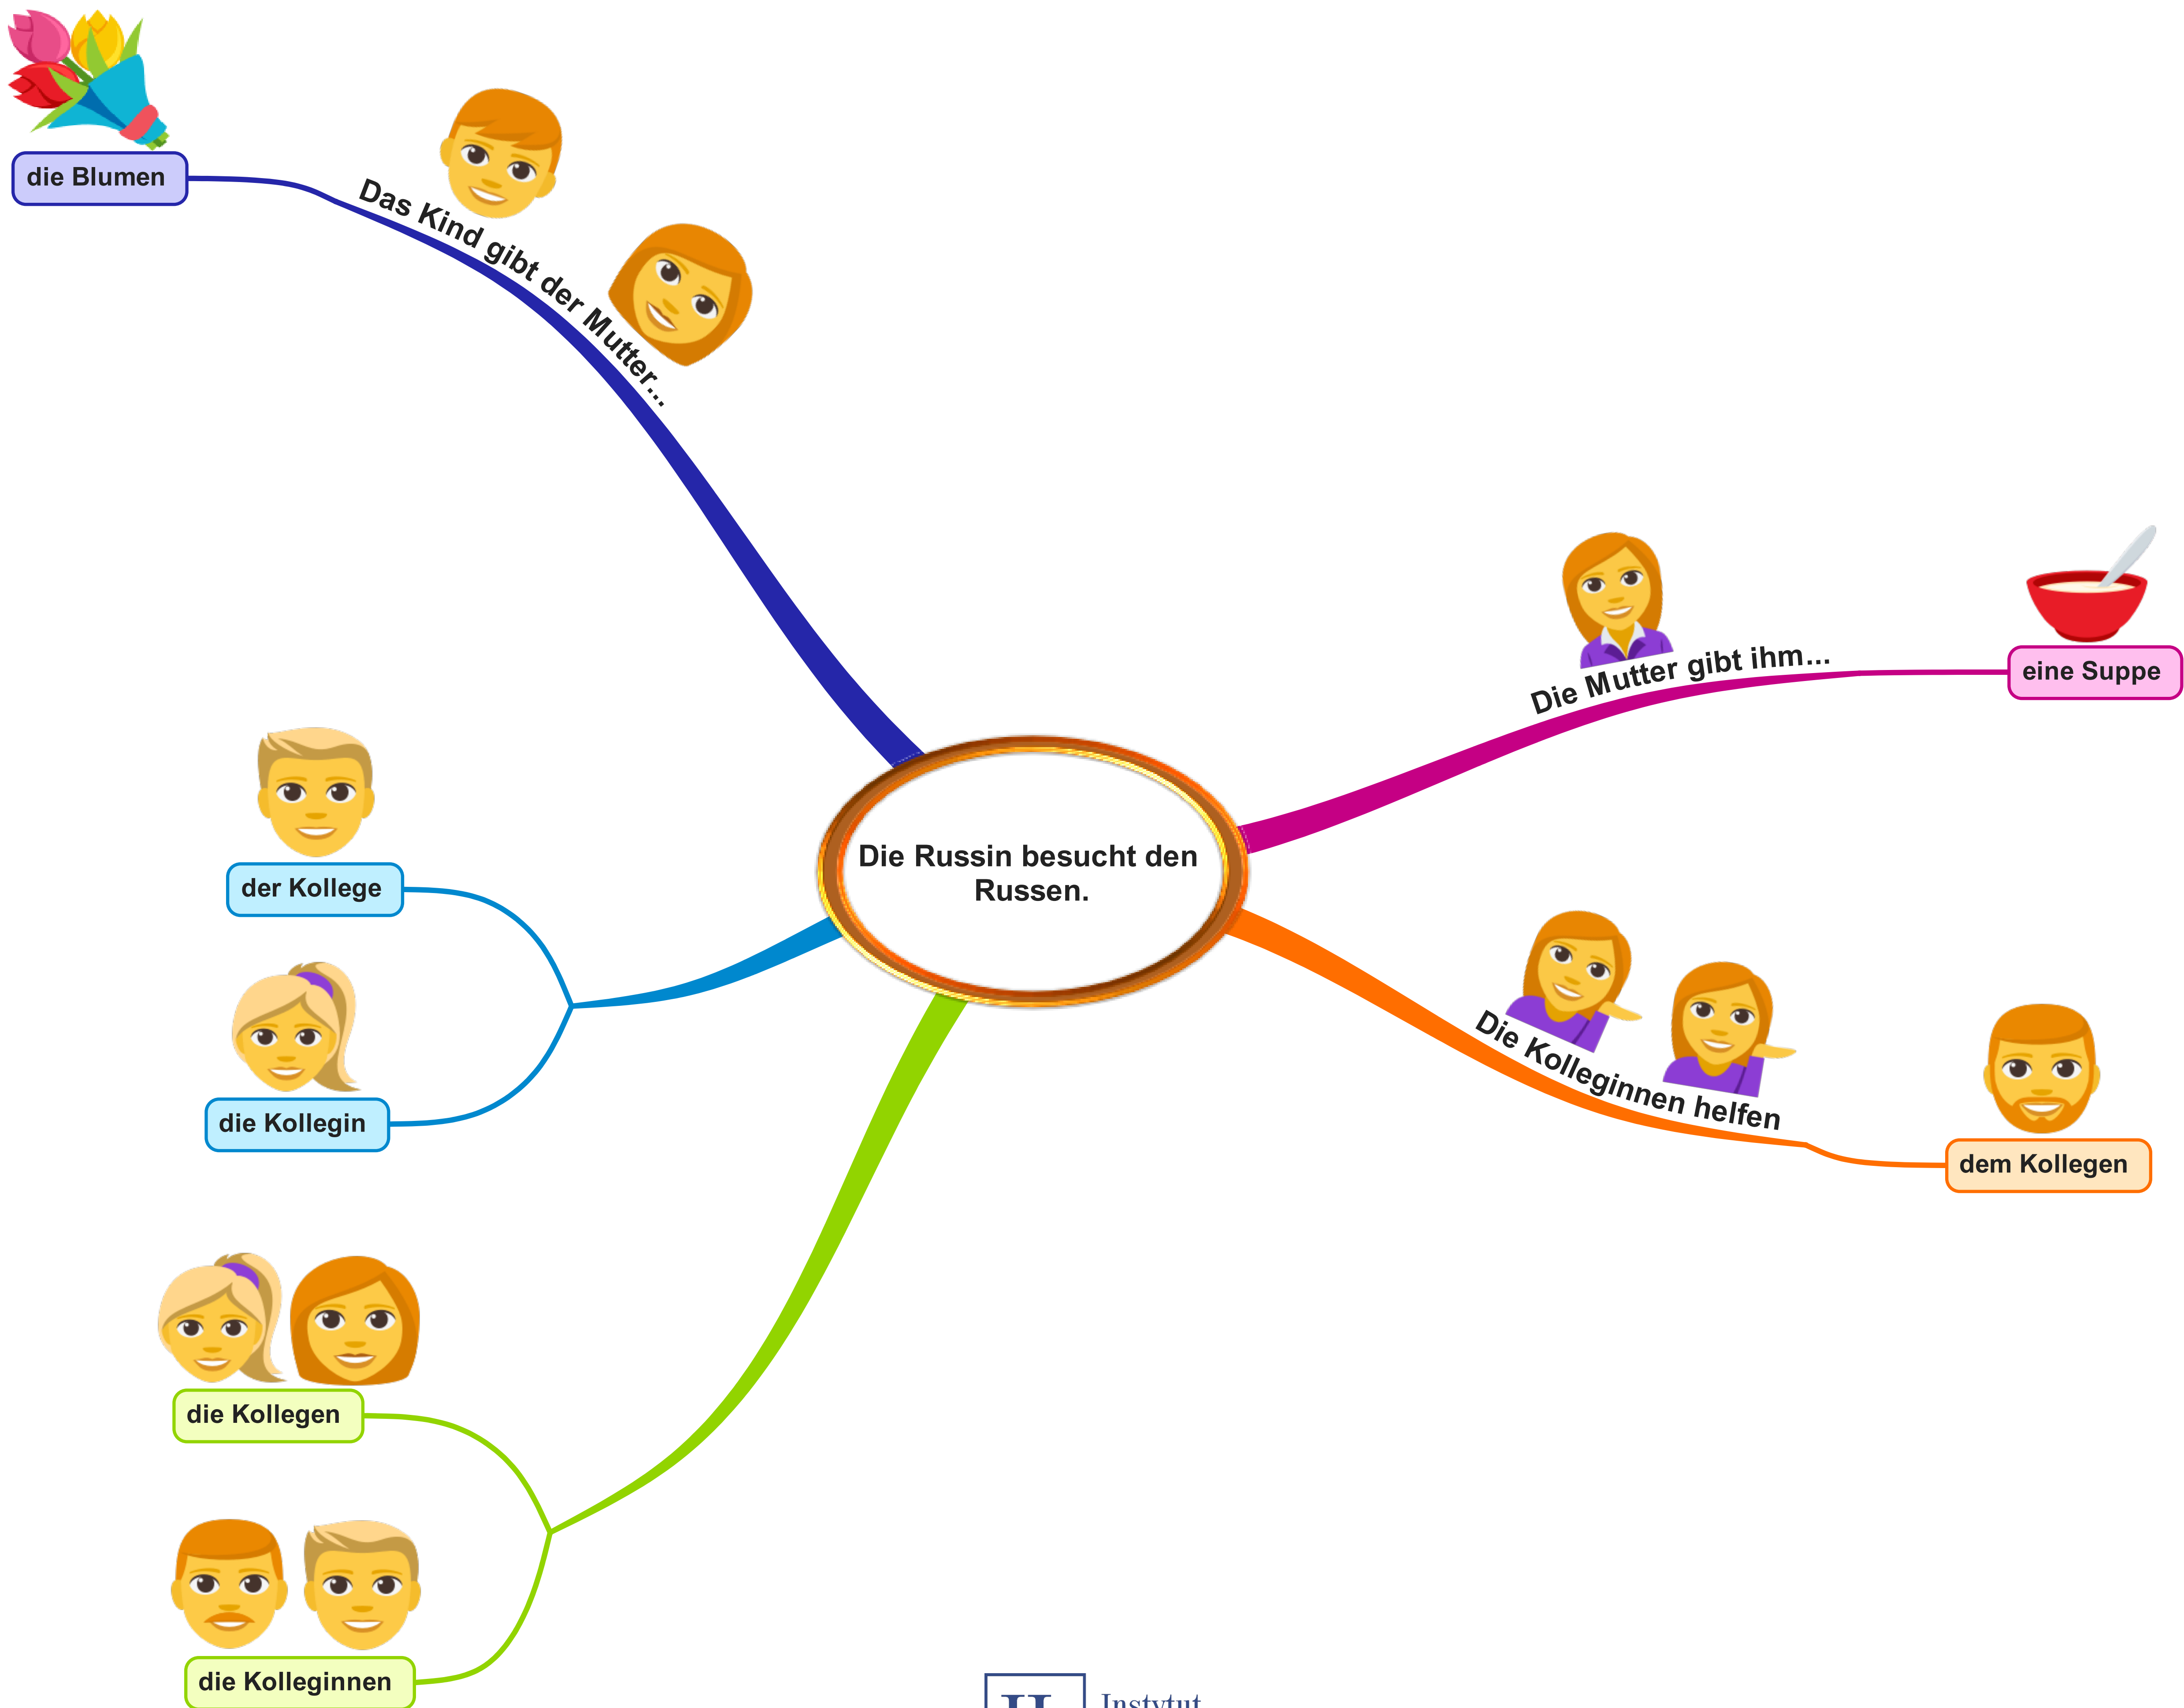 die Blumen
Das Kind gibt der Mutter...
Die Mutter gibt ihm...
eine Suppe
Die Russin besucht den
Russen.
der Kollege
die Kollegin
Die Kolleginnen helfen
dem Kollegen
die Kollegen
die Kolleginnen
Instytut